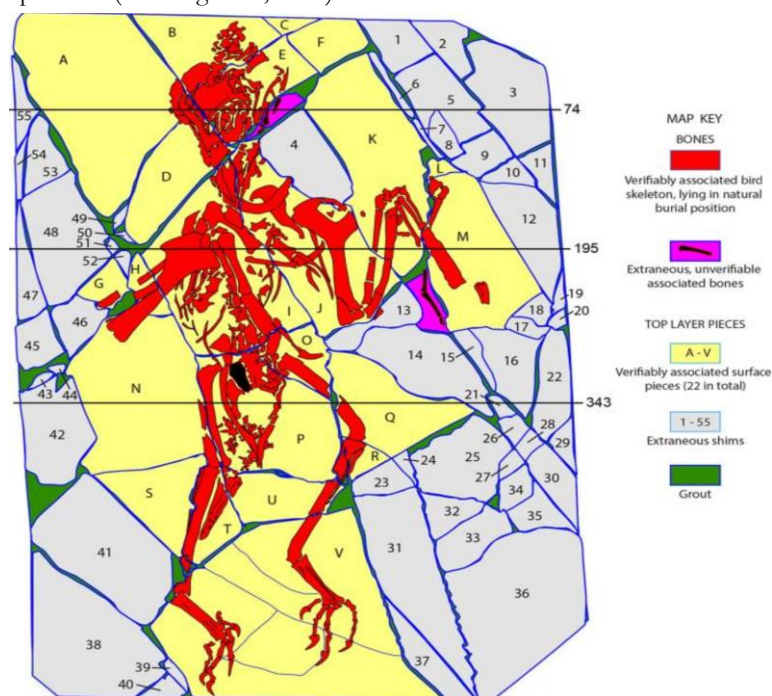 A
B
C
E
F
1
2
3
6
5
74
55
7
8
4
K
9
10
11
54
53
D
L
12
49
50
48
51
52
M
195
H
G
47
46
I
J
13
18
19
20
17
45
O
14
15
16
22
43
44
N
21
343
42
Q
28
26
P
R
24
25
29
S
U
23
27
34
30
T
32
35
41
V
31
33
36
38
39
40
37
MAP KEY
BONES
Verifiably associated bird
skeleton, lying in natural
burial position
Extraneous, unverifiable
associated bones
TOP LAYER PIECES
A - V
Verifiably associated surface
pieces (22 in total)
1 - 55
Extraneous shims
Grout